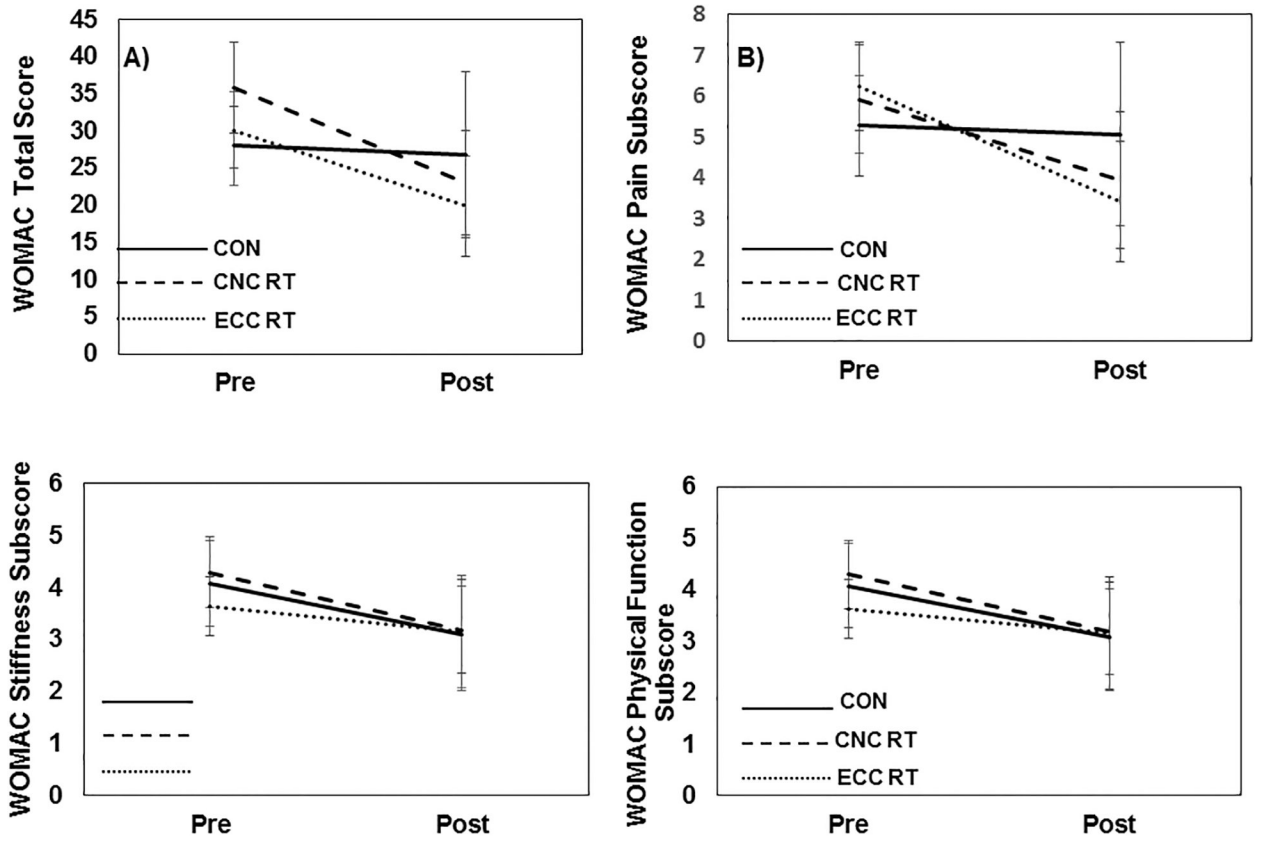 WOMAC Total Score
45
40
35
30
25
20
15
10
5
0
A)
CON
CNC RT
ECC RT
Pre
Post
WOMAC Pain Subscore
8
7
6
5
4
3
2
1
0
B)
CON
CNC RT
ECC RT
Pre
Post
WOMAC Stiffness Subscore
6
5
4
3
2
1
0
Pre
Post
WOMAC Physical Function
Subscore
6
5
4
3
2
1
0
CON
CNC RT
ECC RT
Pre
Post